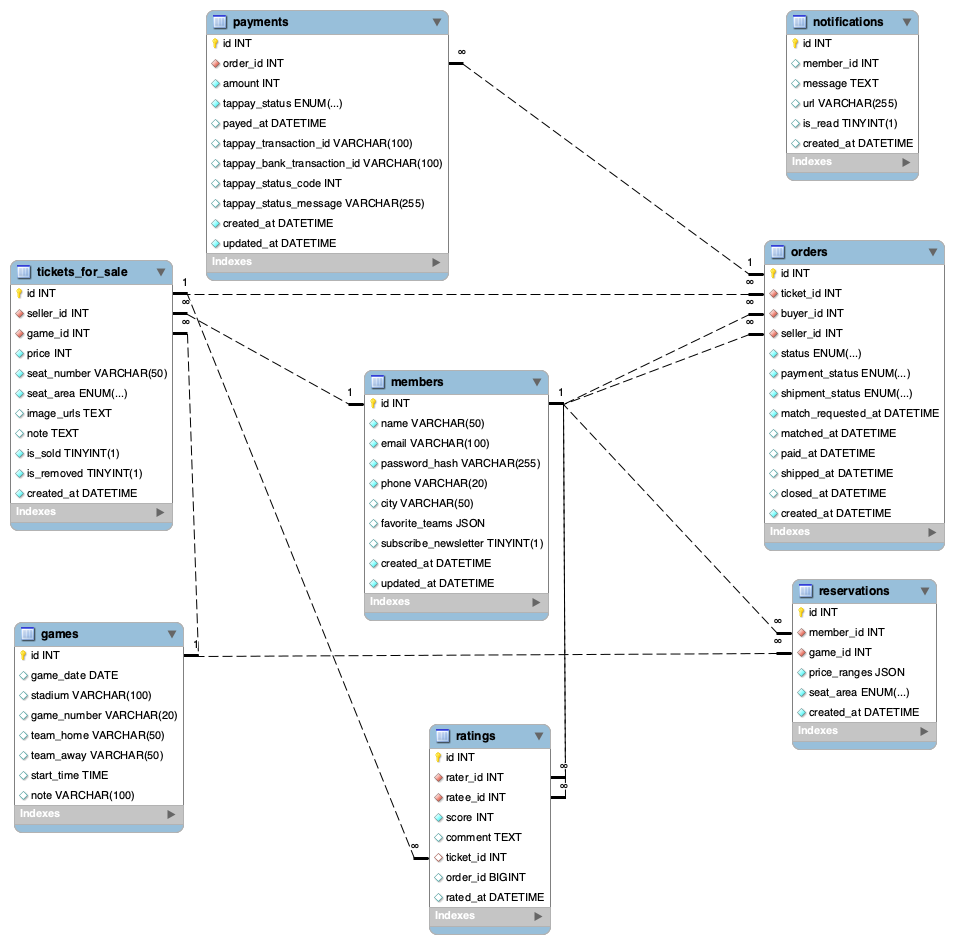 payments
id INT
order_id INT
amount INT
tappay_status ENUM(...)
payed_at DATETIME
tappay_transaction_id VARCHAR(100)
tappay_bank_transaction_id VARCHAR(100)
tappay_status_code INT
tappay_status_message VARCHAR(255)
created_at DATETIME
updated_at DATETIME
Indexes
notifications
id INT
member_id INT
message TEXT
url VARCHAR(255)
is_read TINYINT(1)
created_at DATETIME
Indexes
tickets_for_sale
id INT
seller_id INT
game_id INT
price INT
seat_number VARCHAR(50)
seat_area ENUM(...)
image_urls TEXT
note TEXT
is_sold TINYINT(1)
is_removed TINYINT(1)
created_at DATETIME
Indexes
members
id INT
name VARCHAR(50)
email VARCHAR(100)
password_hash VARCHAR(255)
phone VARCHAR(20)
city VARCHAR(50)
favorite_teams JSON
subscribe_newsletter TINYINT(1)
created_at DATETIME
updated_at DATETIME
Indexes
orders
id INT
ticket_id INT
buyer_id INT
seller_id INT
status ENUM(...)
payment_status ENUM(...)
shipment_status ENUM(...)
match_requested_at DATETIME
matched_at DATETIME
paid_at DATETIME
shipped_at DATETIME
closed_at DATETIME
created_at DATETIME
Indexes
games
id INT
game_date DATE
stadium VARCHAR(100)
game_number VARCHAR(20)
team_home VARCHAR(50)
team_away VARCHAR(50)
start_time TIME
note VARCHAR(100)
Indexes
ratings
id INT
rater_id INT
ratee_id INT
score INT
comment TEXT
ticket_id INT
order_id BIGINT
rated_at DATETIME
Indexes
reservations
id INT
member_id INT
game_id INT
price_ranges JSON
seat_area ENUM(...)
created_at DATETIME
Indexes
∞
1
∞
∞
∞
1
∞
∞
1
1
1
∞
∞
∞
∞
∞